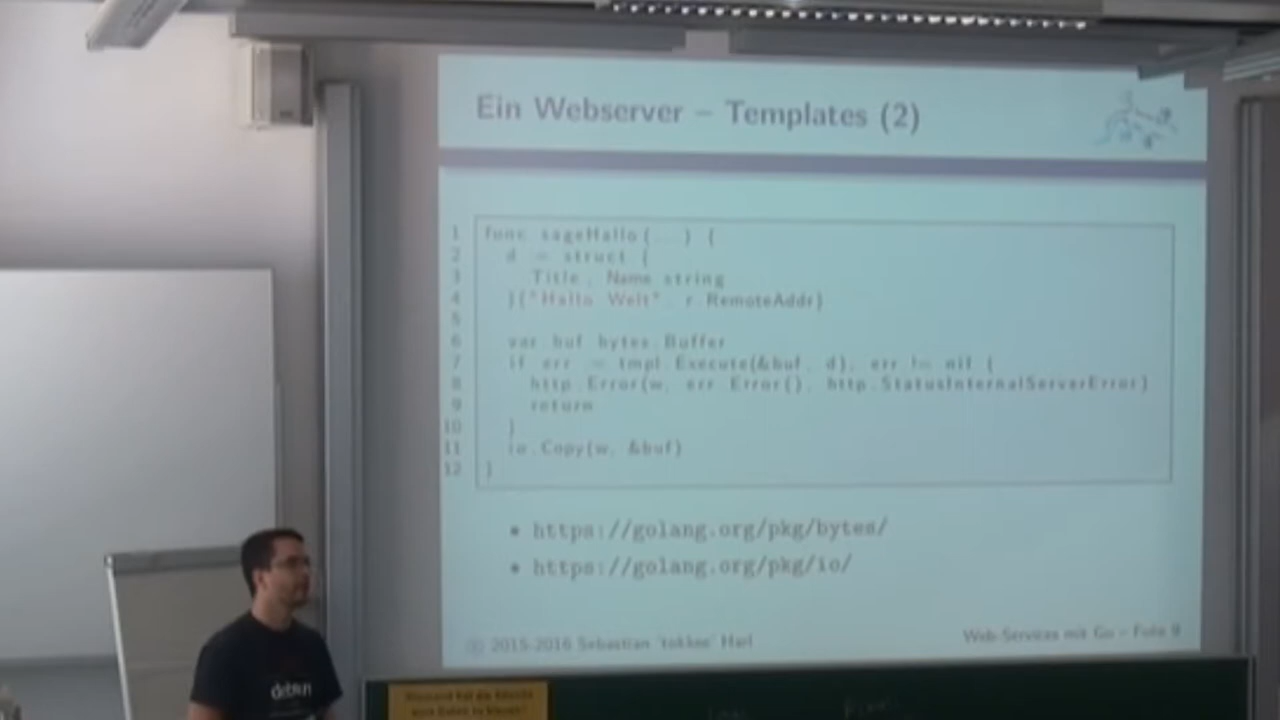 Ein Webserver – Templates (2)
1 func sageHallo(...) {
2 d := struct {
3 Title, Name string
4 }{"Hallo Welt", r.RemoteAddr}
5
6 var buf bytes.Buffer
7 if err := tmpl.Execute(&buf, d); err != nil {
8 http.Error(w, err.Error(), http.StatusInternalServerError)
9 return
10 }
11 io.Copy(w, &buf)
12 }
• https://golang.org/pkg/bytes/
• https://golang.org/pkg/io/
© 2015-2016 Sebastian 'tokkee' Harl
Web-Services mit Go – Folie 9
debian